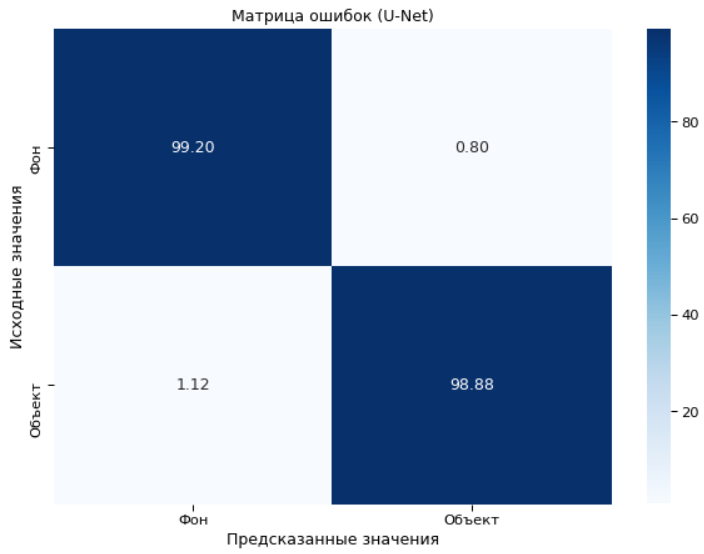 Матрица ошибок (U-Net)
Исходные значения
Фон
99.20
0.80
Объект
1.12
98.88
Фон
Объект
Предсказанные значения
80
60
40
20